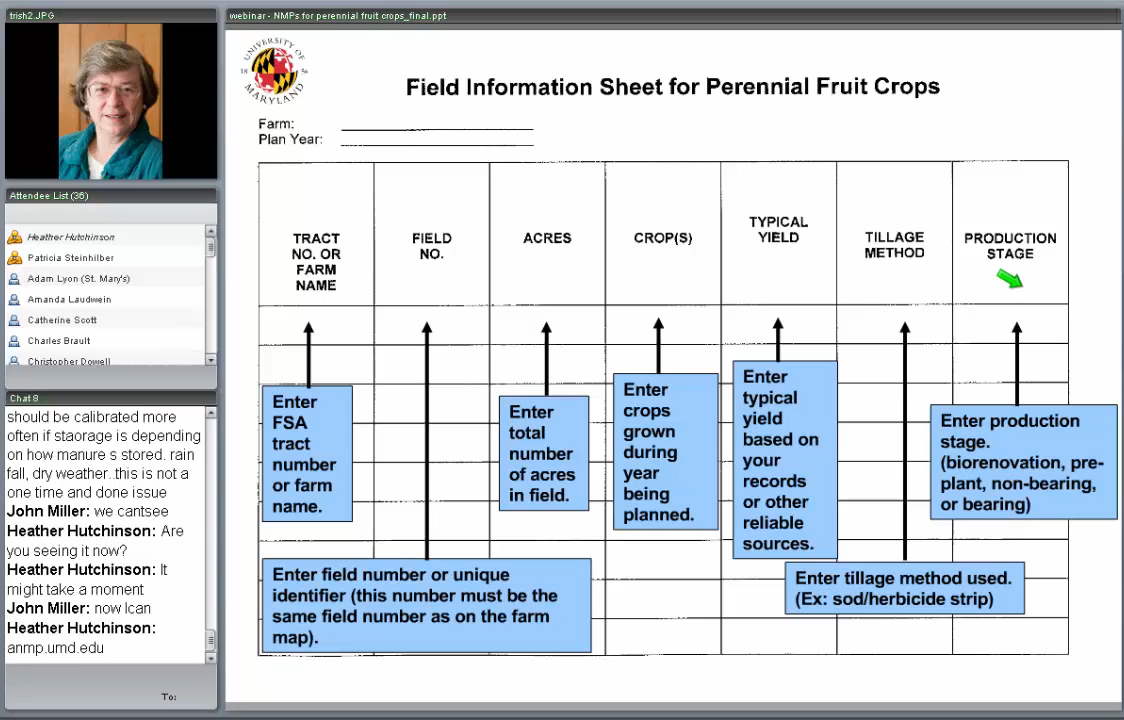 trish2.JPG
Attendee List (36)
Heather Hutchinson
Patricia Steinhilber
Adam Lyon (St. Mary's)
Amanda Laudwein
Catherine Scott
Charles Brault
Christopher Dowell
Chat 8
should be calibrated more
often if staorage is depending
on how manure s stored. rain
fall, dry weather..this is not a
one time and done issue
John Miller: we cantsee
Heather Hutchinson: Are
you seeing it now?
Heather Hutchinson: It
might take a moment
John Miller: now Ican
Heather Hutchinson:
anmp.umd.edu
To:
webinar - NMPs for perennial fruit crops_final.ppt
UNIVERSITY OF
18 56
MARYLAND
Field Information Sheet for Perennial Fruit Crops
Farm:
Plan Year:
TRACT
NO. OR
FARM
NAME
FIELD
NO.
ACRES
CROP(S)
TYPICAL
YIELD
TILLAGE
METHOD
PRODUCTION
STAGE
Enter
FSA
tract
number
or farm
name.
Enter field number or unique
identifier (this number must be the
same field number as on the farm
map).
Enter
total
number
of acres
in field.
Enter
crops
grown
during
year
being
planned.
Enter
typical
yield
based on
your
records
or other
reliable
sources.
Enter tillage method used.
(Ex: sod/herbicide strip)
Enter production
stage.
(biorenovation, pre-
plant, non-bearing,
or bearing)